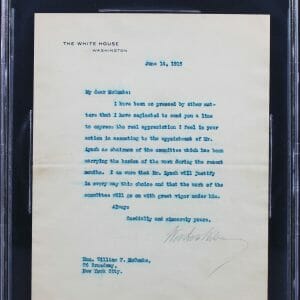 THE WHITE HOUSE
WASHINGTON
June 14, 1915
My dear McCombs:
I have been so pressed by other mat-
ters that I have neglected to send you a line
to express the real appreciation I feel in your
action in assenting to the appointment of Mr.
Lynch as chairman of the committee which has been
carrying the burden of the work during the recent
months. I am sure that Mr. Lynch will justify
in every way this choice and that the work of the
committee will go on with great vigor under him.
Always
Cordially and sincerely yours,
Woodrow Wilson
Hon. William F. McCombs,
96 Broadway,
New York City.